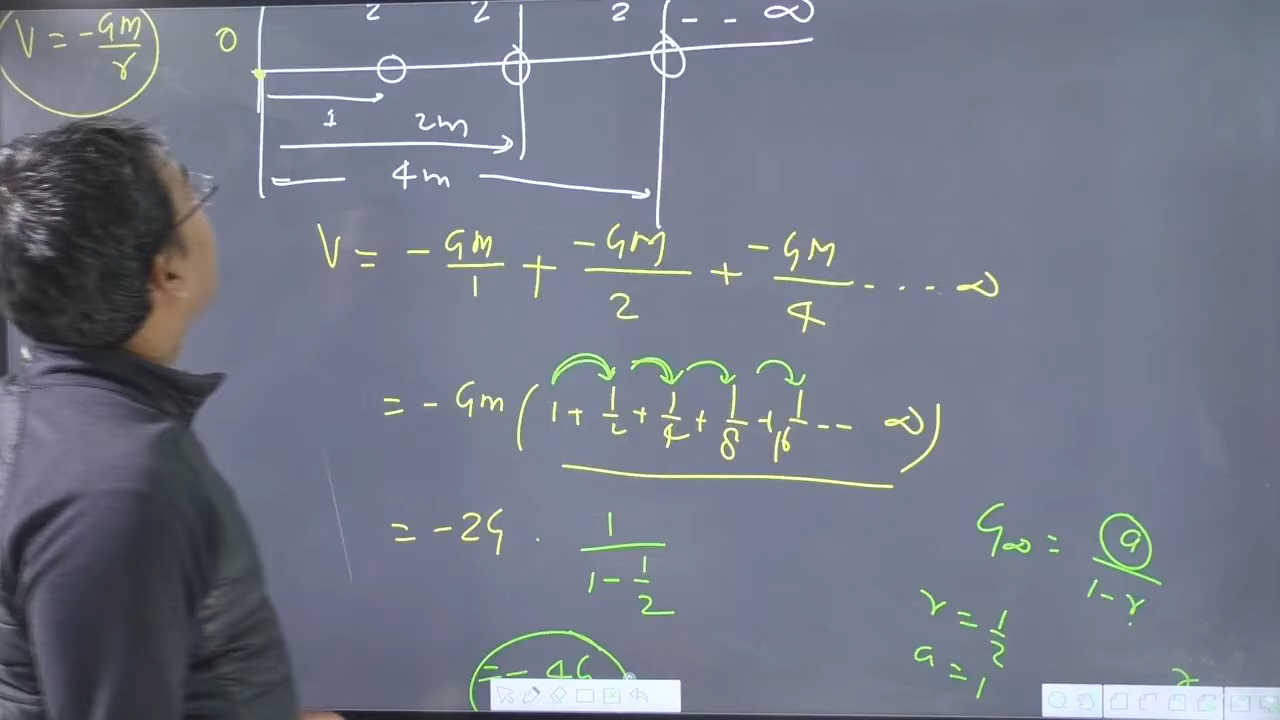 V = -GM/r
0
2 2 2 - - ∞
1 2m
4m
V = - GM/1 + -GM/2 + -GM/4 .... ∞
= - Gm (1 + 1/2 + 1/4 + 1/8 + 1/16 -- ∞)
= -2G . 1/(1 - 1/2)
G∞ = a/(1-r)
r = 1/2
a = 1
= -4G